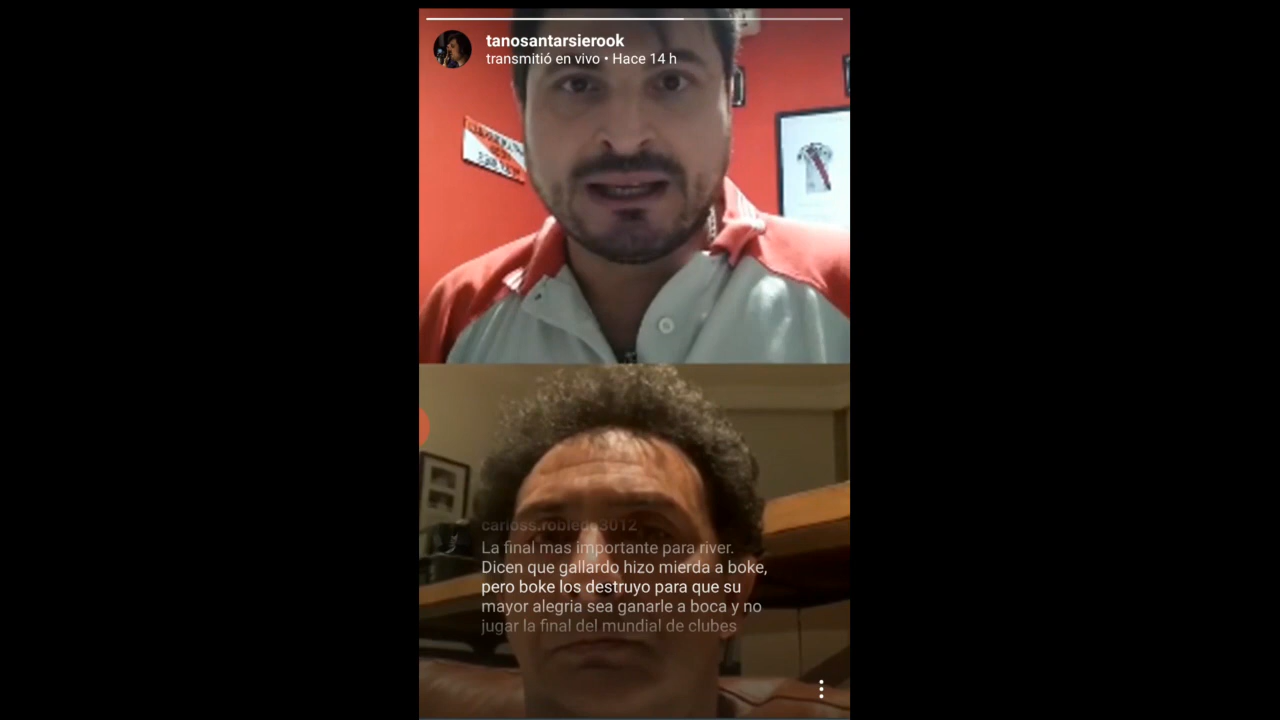 tanosantarsierook
transmitió en vivo • Hace 14 h
carloss.robledo3012
La final mas importante para river.
Dicen que gallardo hizo mierda a boke,
pero boke los destruyo para que su
mayor alegria sea ganarle a boca y no
jugar la final del mundial de clubes